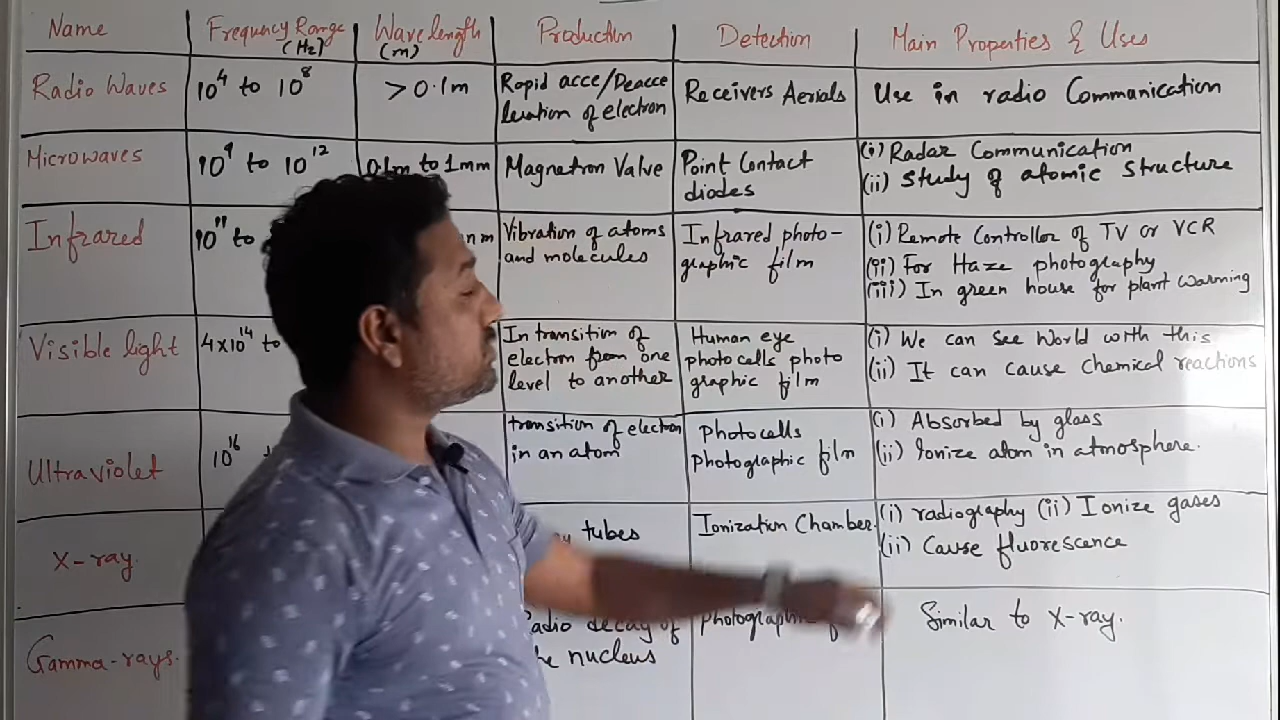 Name Frequency Range Wavelength Production Detection Main Properties & Uses
(Hz) (m)
Radio Waves 10⁴ to 10⁸ >0.1m Rapid acce/Deacce Receivers Aerials Use in radio Communication
leration of electron
Microwaves 10⁹ to 10¹² 0.1m to 1mm Magnetron Valve Point Contact (i) Radar Communication
diodes (ii) Study of atomic structure
Infrared 10¹¹ to nm Vibration of atoms Infrared photo- (i) Remote Controller of TV or VCR
and molecules graphic film (ii) For Haze photography
(iii) In green house for plant warming
Visible light 4x10¹⁴ to In transition of Human eye (i) We can see World with this
electron from one photocells photo (ii) It can cause Chemical reactions
level to another graphic film
transition of electron Photocells (i) Absorbed by glass
Ultraviolet 10¹⁶ in an atom Photographic film (ii) Ionize atom in atmosphere.
X-ray. tubes Ionization Chamber. (i) radiography (ii) Ionize gases
(ii) Cause fluorescence
Gamma-rays. Radio decay of Photographic Similar to X-ray.
the nucleus